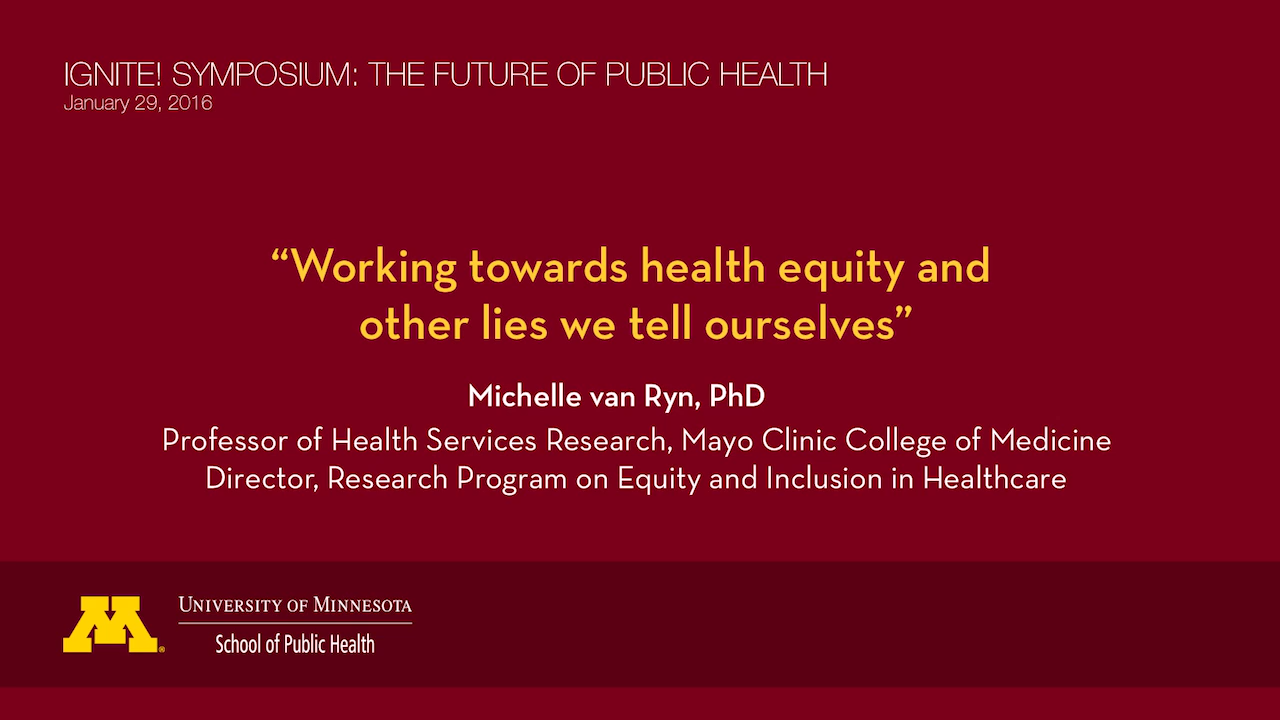 IGNITE! SYMPOSIUM: THE FUTURE OF PUBLIC HEALTH
January 29, 2016
“Working towards health equity and
other lies we tell ourselves”
Michelle van Ryn, PhD
Professor of Health Services Research, Mayo Clinic College of Medicine
Director, Research Program on Equity and Inclusion in Healthcare
M®
UNIVERSITY OF MINNESOTA
School of Public Health